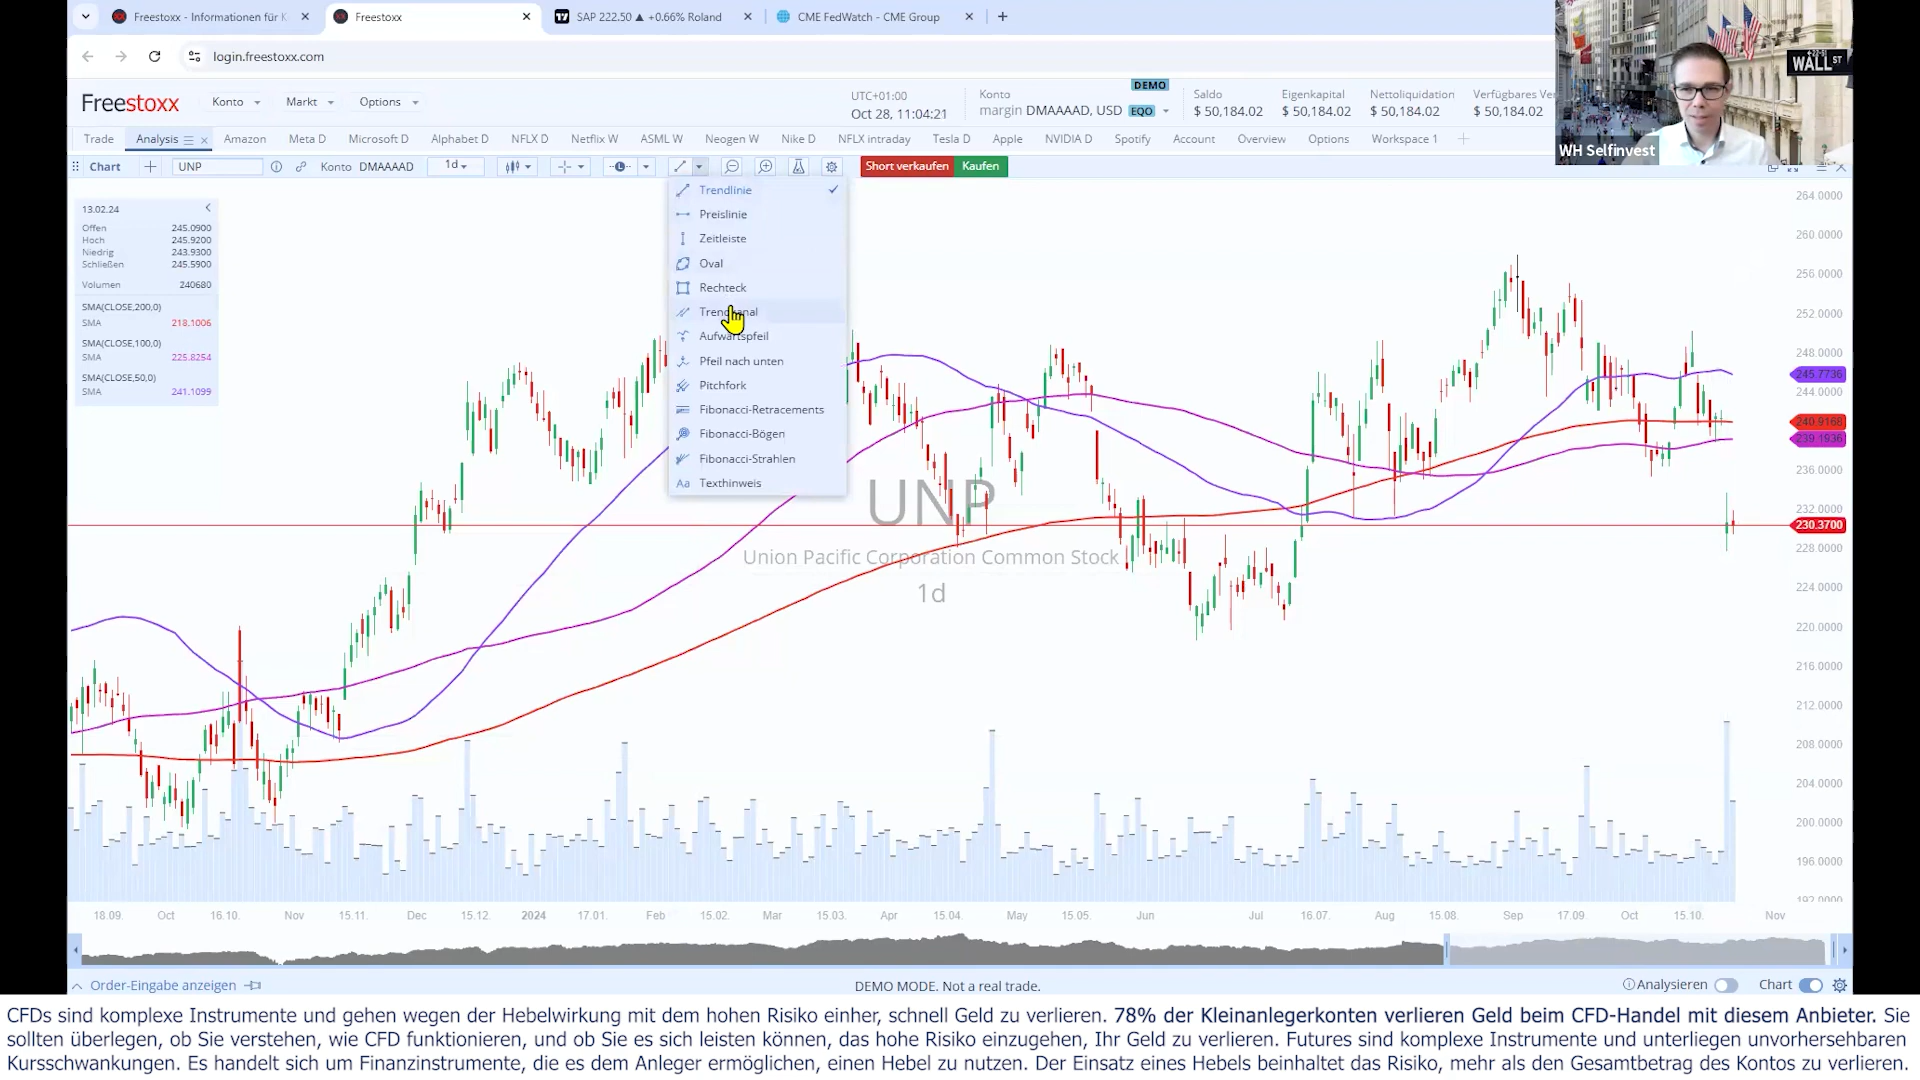 Freestoxx - Informationen für K
Freestoxx
SAP 222.50 ▲ +0.66% Roland
CME FedWatch - CME Group
login.freestoxx.com
Freestoxx
Konto
Markt
Options
UTC+01:00
Oct 28, 11:04:21
Konto
DEMO
margin DMAAAAD, USD
EQO
Saldo
$ 50,184.02
Eigenkapital
$ 50,184.02
Nettoliquidation
$ 50,184.02
Verfügbares Ver
$ 50,184.02
WALL ST
WH Selfinvest
Trade
Analysis
Amazon
Meta D
Microsoft D
Alphabet D
NFLX D
Netflix W
ASML W
Neogen W
Nike D
NFLX intraday
Tesla D
Apple
NVIDIA D
Spotify
Account
Overview
Options
Workspace 1
Chart
UNP
Konto DMAAAAD
1d
Short verkaufen
Kaufen
Trendlinie
Preislinie
Zeitleiste
Oval
Rechteck
Aufwärtspfeil
Pfeil nach unten
Pitchfork
Fibonacci-Retracements
Fibonacci-Bögen
Fibonacci-Strahlen
Aa Texthinweis
13.02.24
Offen 245.0900
Hoch 245.9200
Niedrig 243.9300
Schließen 245.5900
Volumen 240680
SMA(CLOSE,200,0)
SMA 218.1006
SMA(CLOSE,100,0)
SMA 225.8254
SMA(CLOSE,50,0)
SMA 241.1099
UNP
Union Pacific Corporation Common Stock
1d
264.0000
260.0000
256.0000
252.0000
248.0000
245.7736
244.0000
240.9168
239.1936
236.0000
232.0000
230.3700
228.0000
224.0000
220.0000
216.0000
212.0000
208.0000
204.0000
200.0000
196.0000
192.0000
18.09. Oct 16.10. Nov 15.11. Dec 15.12. 2024 17.01. Feb 15.02. Mar 15.03. Apr 15.04. May 15.05. Jun Jul 16.07. Aug 15.08. Sep 17.09. Oct 15.10. Nov
Order-Eingabe anzeigen
DEMO MODE. Not a real trade.
Analysieren
Chart
CFDs sind komplexe Instrumente und gehen wegen der Hebelwirkung mit dem hohen Risiko einher, schnell Geld zu verlieren. 78% der Kleinanlegerkonten verlieren Geld beim CFD-Handel mit diesem Anbieter. Sie
sollten überlegen, ob Sie verstehen, wie CFD funktionieren, und ob Sie es sich leisten können, das hohe Risiko einzugehen, Ihr Geld zu verlieren. Futures sind komplexe Instrumente und unterliegen unvorhersehbaren
Kursschwankungen. Es handelt sich um Finanzinstrumente, die es dem Anleger ermöglichen, einen Hebel zu nutzen. Der Einsatz eines Hebels beinhaltet das Risiko, mehr als den Gesamtbetrag des Kontos zu verlieren.